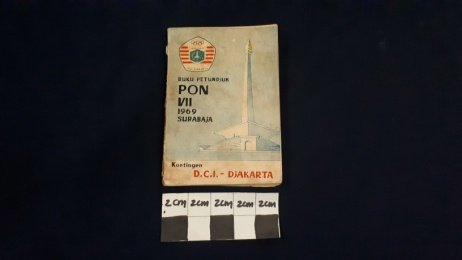 BUKU PETUNDJUK
PON
VII
1969
SURABAJA
Kontingen
D.C.I. - DJAKARTA
2cm 2cm 2cm 2cm 2cm